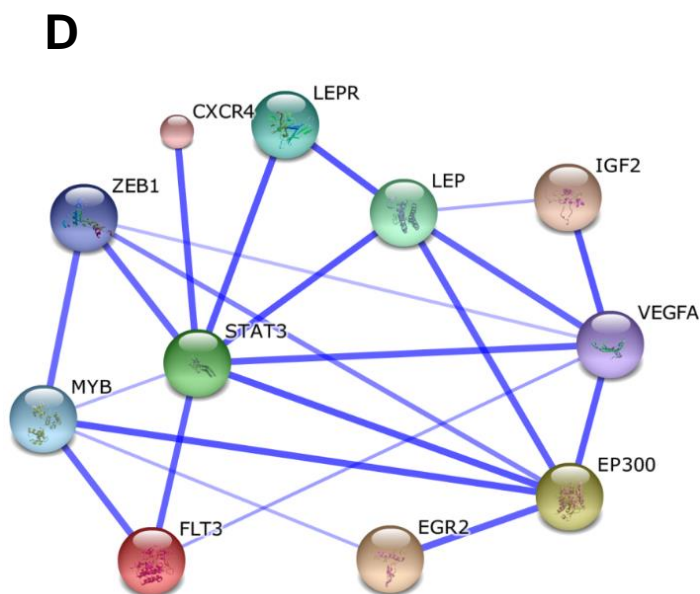 D
CXCR4
LEPR
ZEB1
LEP
IGF2
STAT3
VEGFA
MYB
EP300
FLT3
EGR2